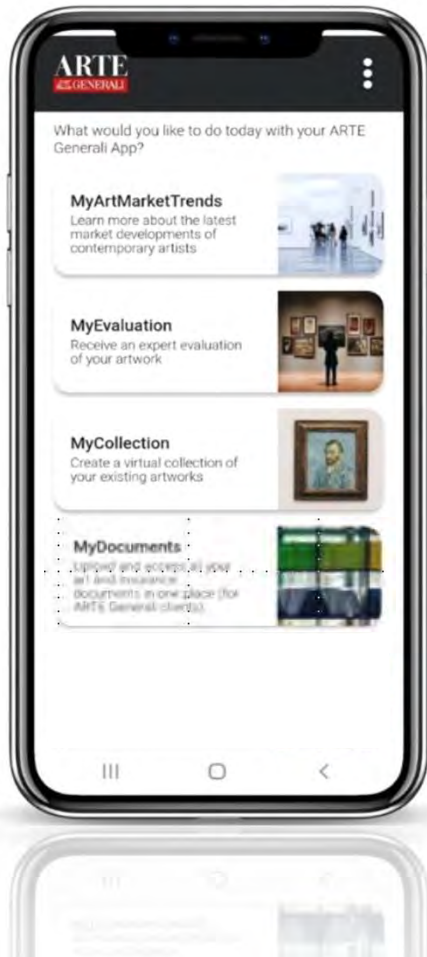 ARTE
GENERALI
What would you like to do today with your ARTE
Generali App?
MyArtMarketTrends
Learn more about the latest
market developments of
contemporary artists
MyEvaluation
Receive an expert evaluation
of your artwork
MyCollection
Create a virtual collection of
your existing artworks
MyDocuments
Upload and access all your
art and insurance
documents in one place (for
ARTE Generali clients).